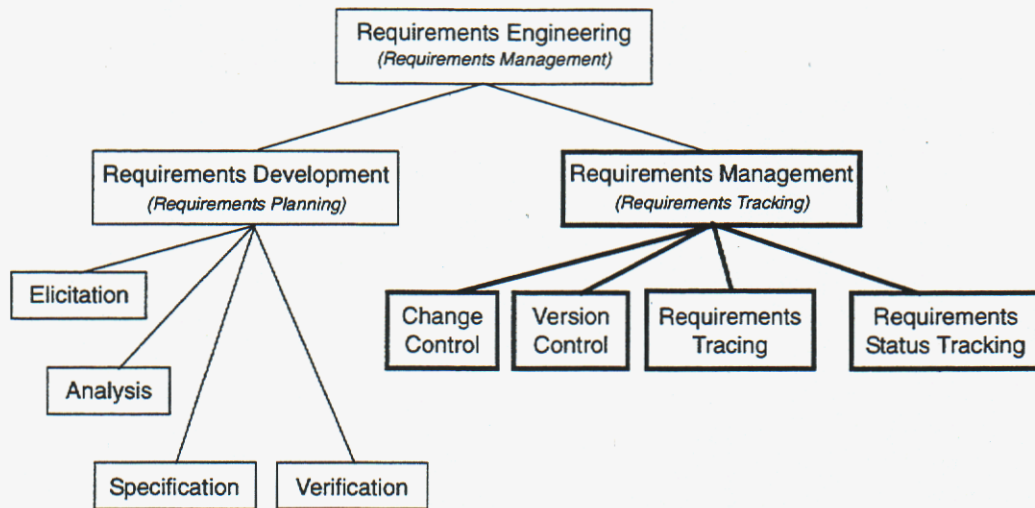 Requirements Engineering
(Requirements Management)
Requirements Development
(Requirements Planning)
Requirements Management
(Requirements Tracking)
Elicitation
Analysis
Specification
Verification
Change
Control
Version
Control
Requirements
Tracing
Requirements
Status Tracking